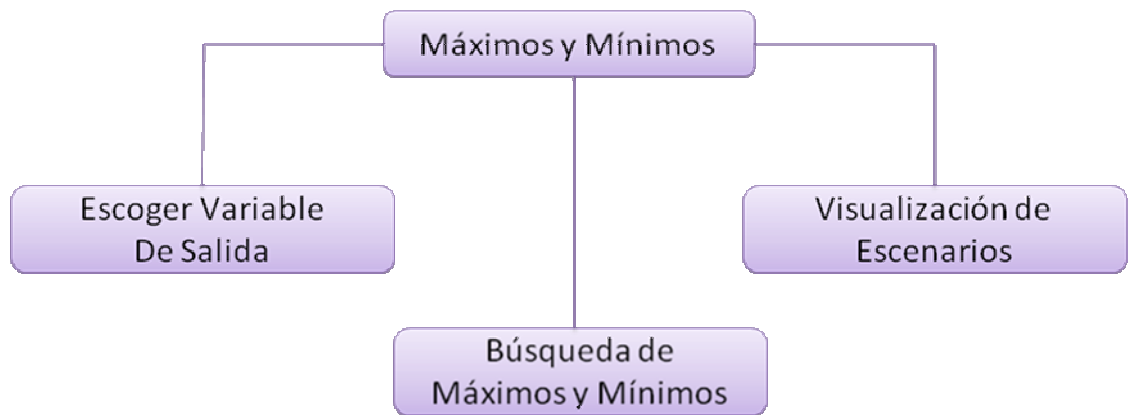 Máximos y Mínimos
Escoger Variable
De Salida
Visualización de
Escenarios
Búsqueda de
Máximos y Mínimos